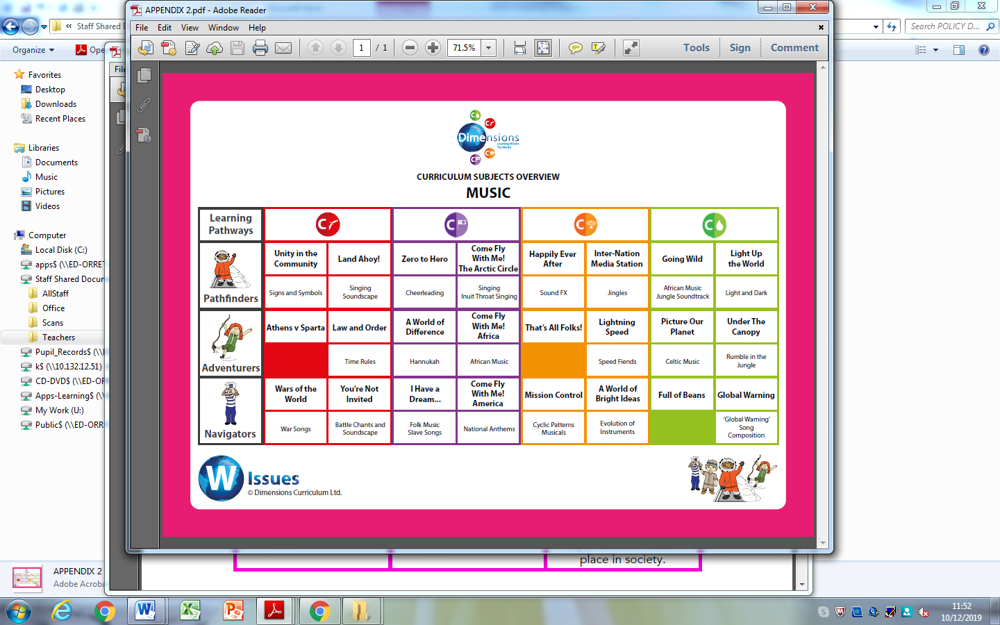 APPENDIX 2.pdf - Adobe Reader
File Edit View Window Help
1 / 1 71.5% Tools Sign Comment
Staff Shared D
Search POLICY D...
Organize Ope
File
Favorites
Desktop
Downloads
Recent Places
Libraries
Documents
Music
Pictures
Videos
Computer
Local Disk (C:)
apps$ (\\ED-ORRE
Staff Shared Docun
AllStaff
Office
Scans
Teachers
Pupil_Records$ (\\
k$ (\\10.132.12.51)
CD-DVD$ (\\ED-OR
Apps-Learning$ (\\
My Work (U:)
Public$ (\\ED-ORR
Dimensions
Learning Means
The World
CURRICULUM SUBJECTS OVERVIEW
MUSIC
Learning
Pathways
C C C C
Pathfinders
Unity in the
Community
Land Ahoy!
Zero to Hero
Come Fly
With Me!
The Arctic Circle
Happily Ever
After
Inter-Nation
Media Station
Going Wild
Light Up
the World
Signs and Symbols
Singing
Soundscape
Cheerleading
Singing
Inuit Throat Singing
Sound FX
Jingles
African Music
Jungle Soundtrack
Light and Dark
Adventurers
Athens v Sparta
Law and Order
A World of
Difference
Come Fly
With Me!
Africa
That's All Folks!
Lightning
Speed
Picture Our
Planet
Under The
Canopy
Time Rules
Hannukah
African Music
Speed Fiends
Celtic Music
Rumble in the
Jungle
Navigators
Wars of the
World
You're Not
Invited
I Have a
Dream...
Come Fly
With Me!
America
Mission Control
A World of
Bright Ideas
Full of Beans
Global Warning
War Songs
Battle Chants and
Soundscape
Folk Music
Slave Songs
National Anthems
Cyclic Patterns
Musicals
Evolution of
Instruments
'Global Warning'
Song
Composition
W Issues
© Dimensions Curriculum Ltd.
place in society.
APPENDIX 2
Adobe Acroba
11:52
10/12/2019